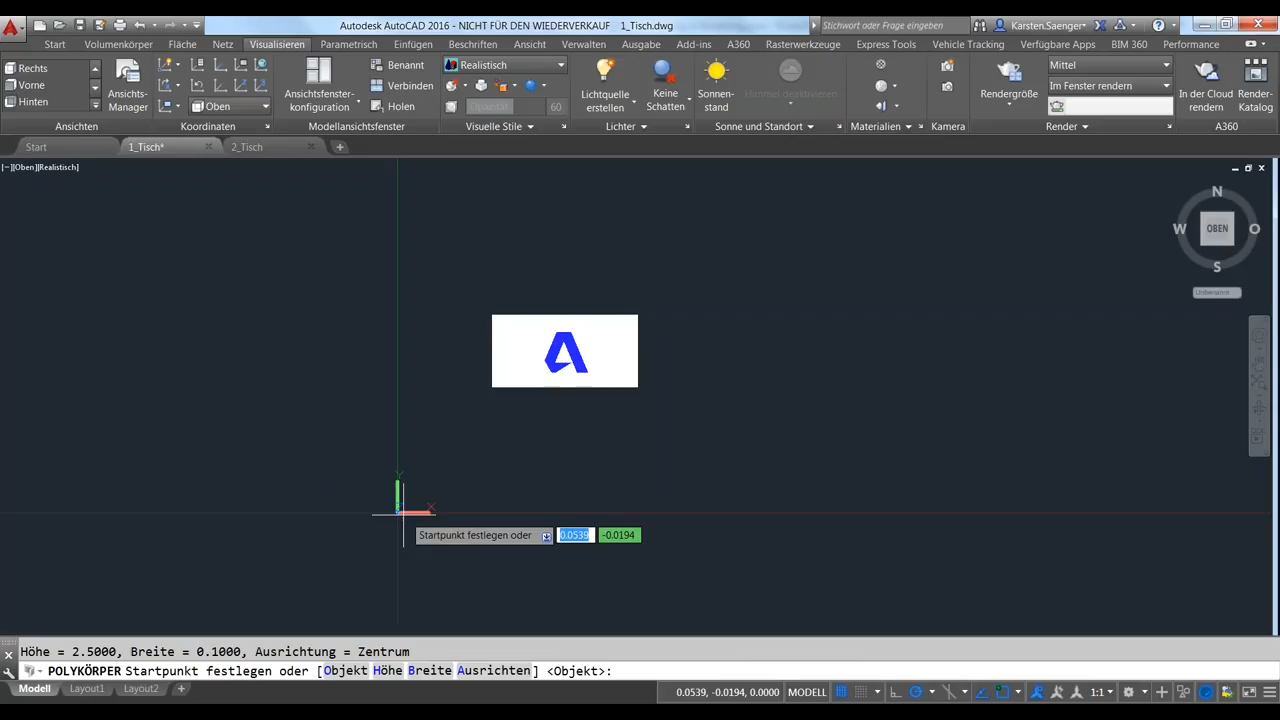 Autodesk AutoCAD 2016 - NICHT FÜR DEN WIEDERVERKAUF 1_Tisch.dwg
Stichwort oder Frage eingeben
Karsten.Saenger
Start Volumenkörper Fläche Netz Visualisieren Parametrisch Einfügen Beschriften Ansicht Verwalten Ausgabe Add-ins A360 Rasterwerkzeuge Express Tools Vehicle Tracking Verfügbare Apps BIM 360 Performance
Rechts
Vorne
Hinten
Ansichts-
Manager
Oben
Ansichtsfenster-
konfiguration
Benannt
Verbinden
Holen
Realistisch
Opazität 60
Lichtquelle
erstellen
Keine
Schatten
Sonnen-
stand
Himmel deaktivieren
Rendergröße
Mittel
Im Fenster rendern
In der Cloud
rendern
Render-
Katalog
Ansichten Koordinaten Modellansichtsfenster Visuelle Stile Lichter Sonne und Standort Materialien Kamera Render A360
Start 1_Tisch* 2_Tisch
[−][Oben][Realistisch]
N
W OBEN O
S
Unbenannt
Y
X
Startpunkt festlegen oder 0.0539 -0.0194
Höhe = 2.5000, Breite = 0.1000, Ausrichtung = Zentrum
POLYKÖRPER Startpunkt festlegen oder [Objekt Höhe Breite Ausrichten] <Objekt>:
Modell Layout1 Layout2
0.0539, -0.0194, 0.0000 MODELL 1:1